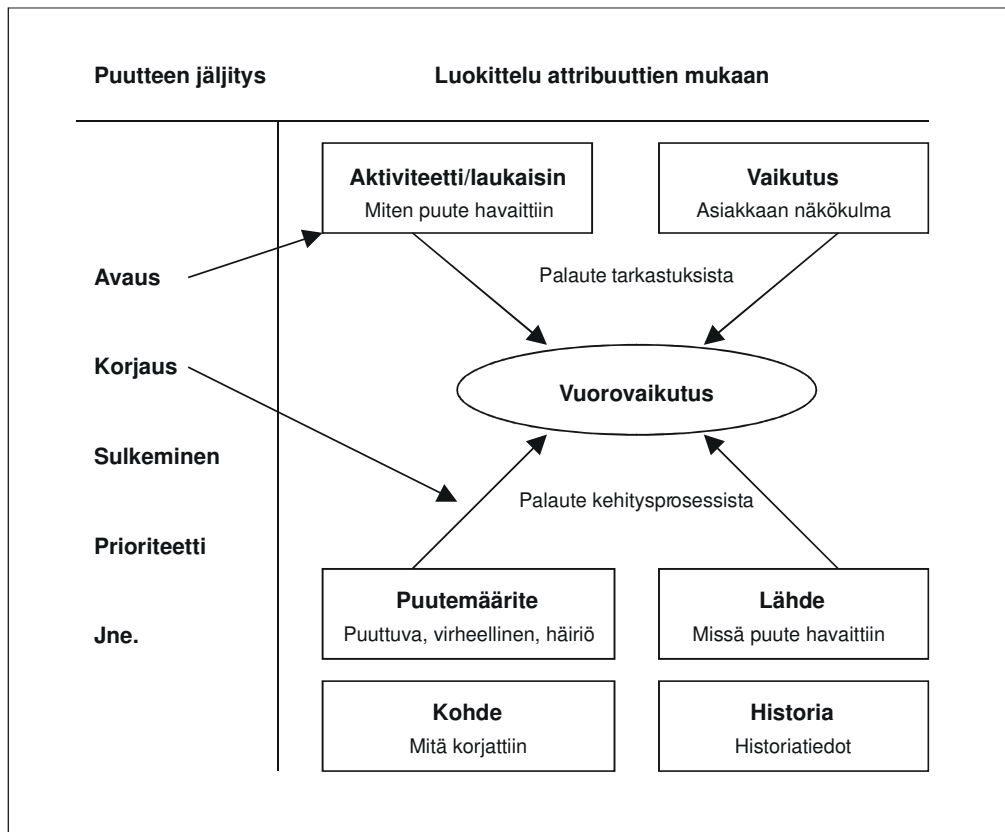 Puutteen jäljitys
Luokittelu attribuuttien mukaan
Aktiviteetti/laukaisin
Miten puute havaittiin
Vaikutus
Asiakkaan näkökulma
Avaus
Palaute tarkastuksista
Korjaus
Vuorovaikutus
Sulkeminen
Palaute kehitysprosessista
Prioriteetti
Puutemäärite
Puuttuva, virheellinen, häiriö
Lähde
Missä puute havaittiin
Jne.
Kohde
Mitä korjattiin
Historia
Historiatiedot